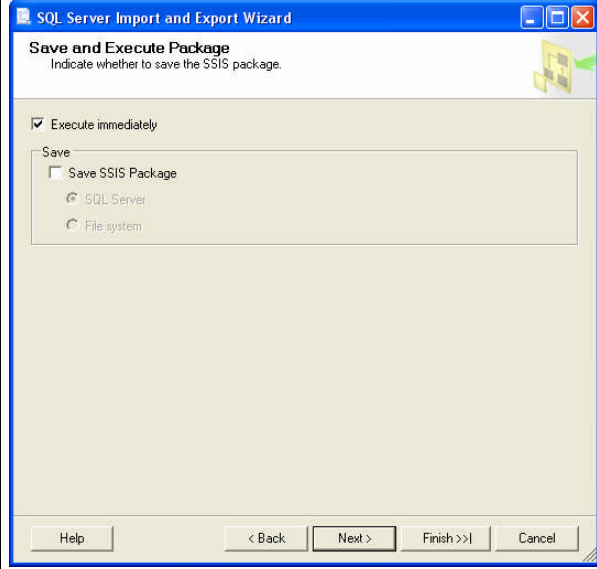 SQL Server Import and Export Wizard
Save and Execute Package
Indicate whether to save the SSIS package.
Execute immediately
Save
Save SSIS Package
SQL Server
File system
Help
< Back
Next >
Finish >>|
Cancel